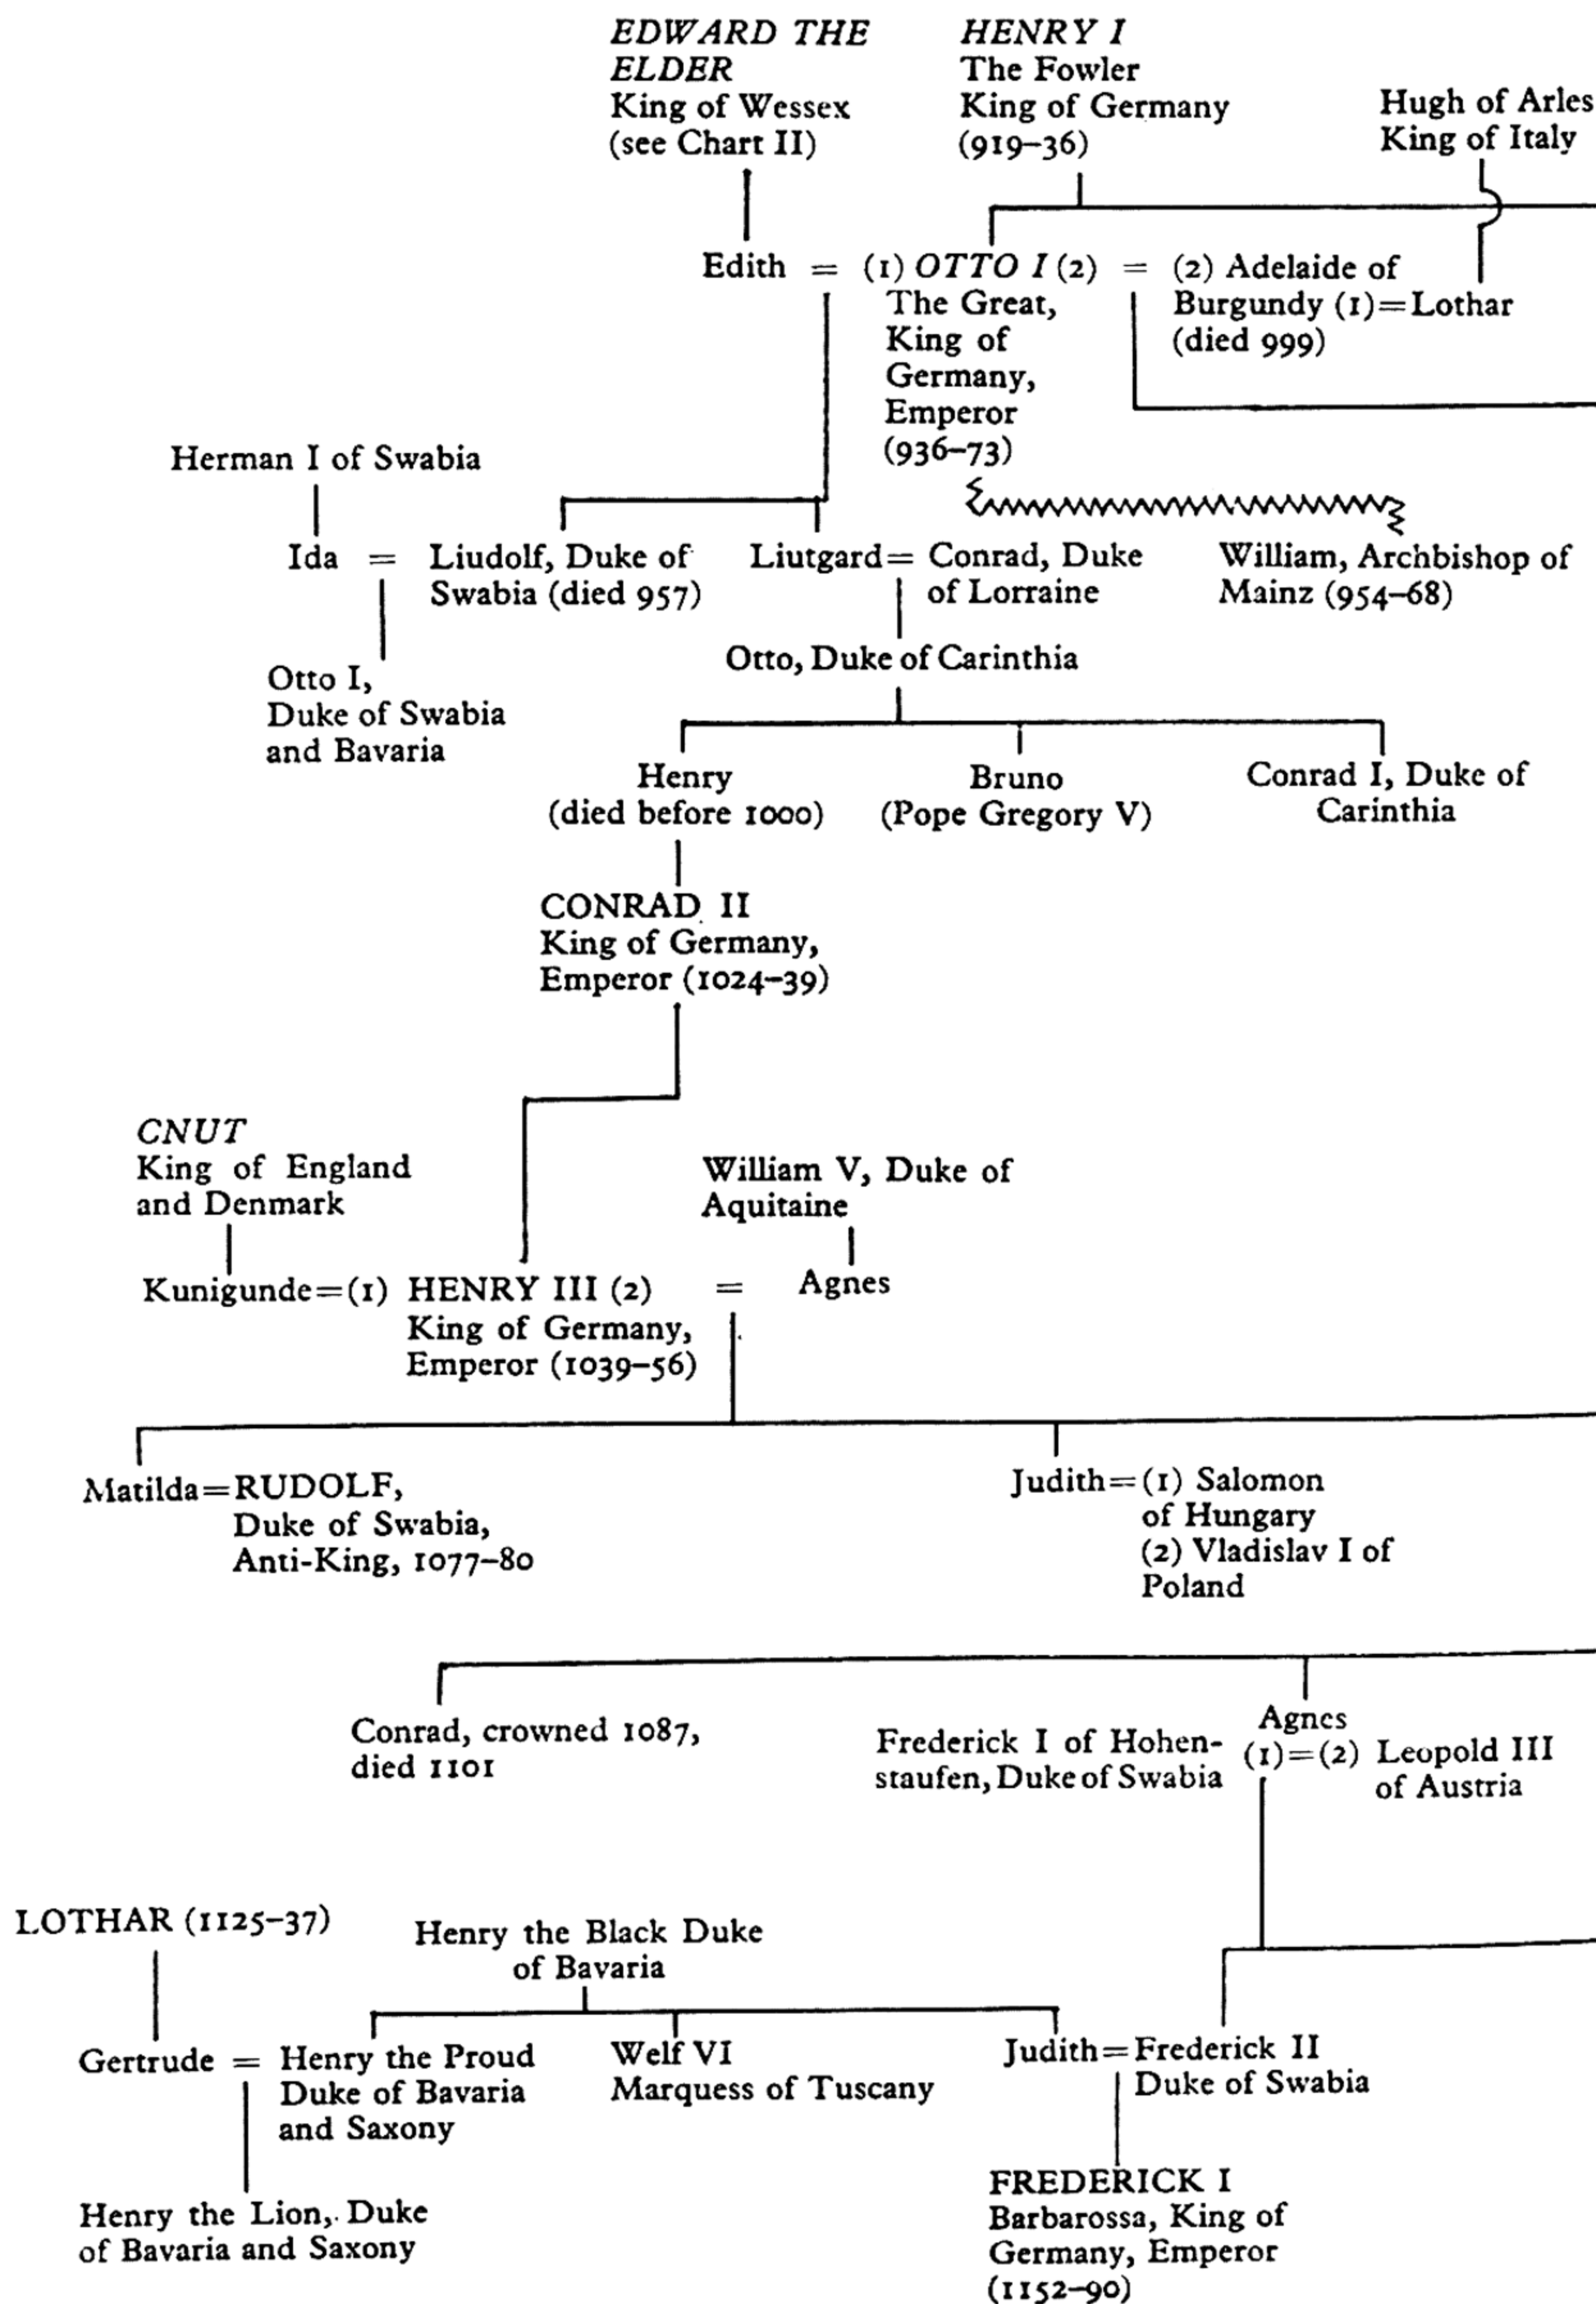 EDWARD THE
ELDER
King of Wessex
(see Chart II)
HENRY I
The Fowler
King of Germany
(919–36)
Hugh of Arles
King of Italy
Edith = (1) OTTO I (2) = (2) Adelaide of
Burgundy (1)=Lothar
(died 999)
The Great,
King of
Germany,
Emperor
(936–73)
Herman I of Swabia
Ida = Liudolf, Duke of
Swabia (died 957)
Liutgard= Conrad, Duke
of Lorraine
William, Archbishop of
Mainz (954–68)
Otto I,
Duke of Swabia
and Bavaria
Otto, Duke of Carinthia
Henry
(died before 1000)
Bruno
(Pope Gregory V)
Conrad I, Duke of
Carinthia
CONRAD II
King of Germany,
Emperor (1024–39)
CNUT
King of England
and Denmark
William V, Duke of
Aquitaine
Kunigunde=(1) HENRY III (2) = Agnes
King of Germany,
Emperor (1039–56)
Matilda=RUDOLF,
Duke of Swabia,
Anti-King, 1077–80
Judith=(1) Salomon
of Hungary
(2) Vladislav I of
Poland
Conrad, crowned 1087,
died 1101
Agnes
Frederick I of Hohen-
staufen, Duke of Swabia
(1)=(2) Leopold III
of Austria
LOTHAR (1125–37)
Henry the Black Duke
of Bavaria
Gertrude = Henry the Proud
Duke of Bavaria
and Saxony
Welf VI
Marquess of Tuscany
Judith=Frederick II
Duke of Swabia
Henry the Lion, Duke
of Bavaria and Saxony
FREDERICK I
Barbarossa, King of
Germany, Emperor
(1152–90)